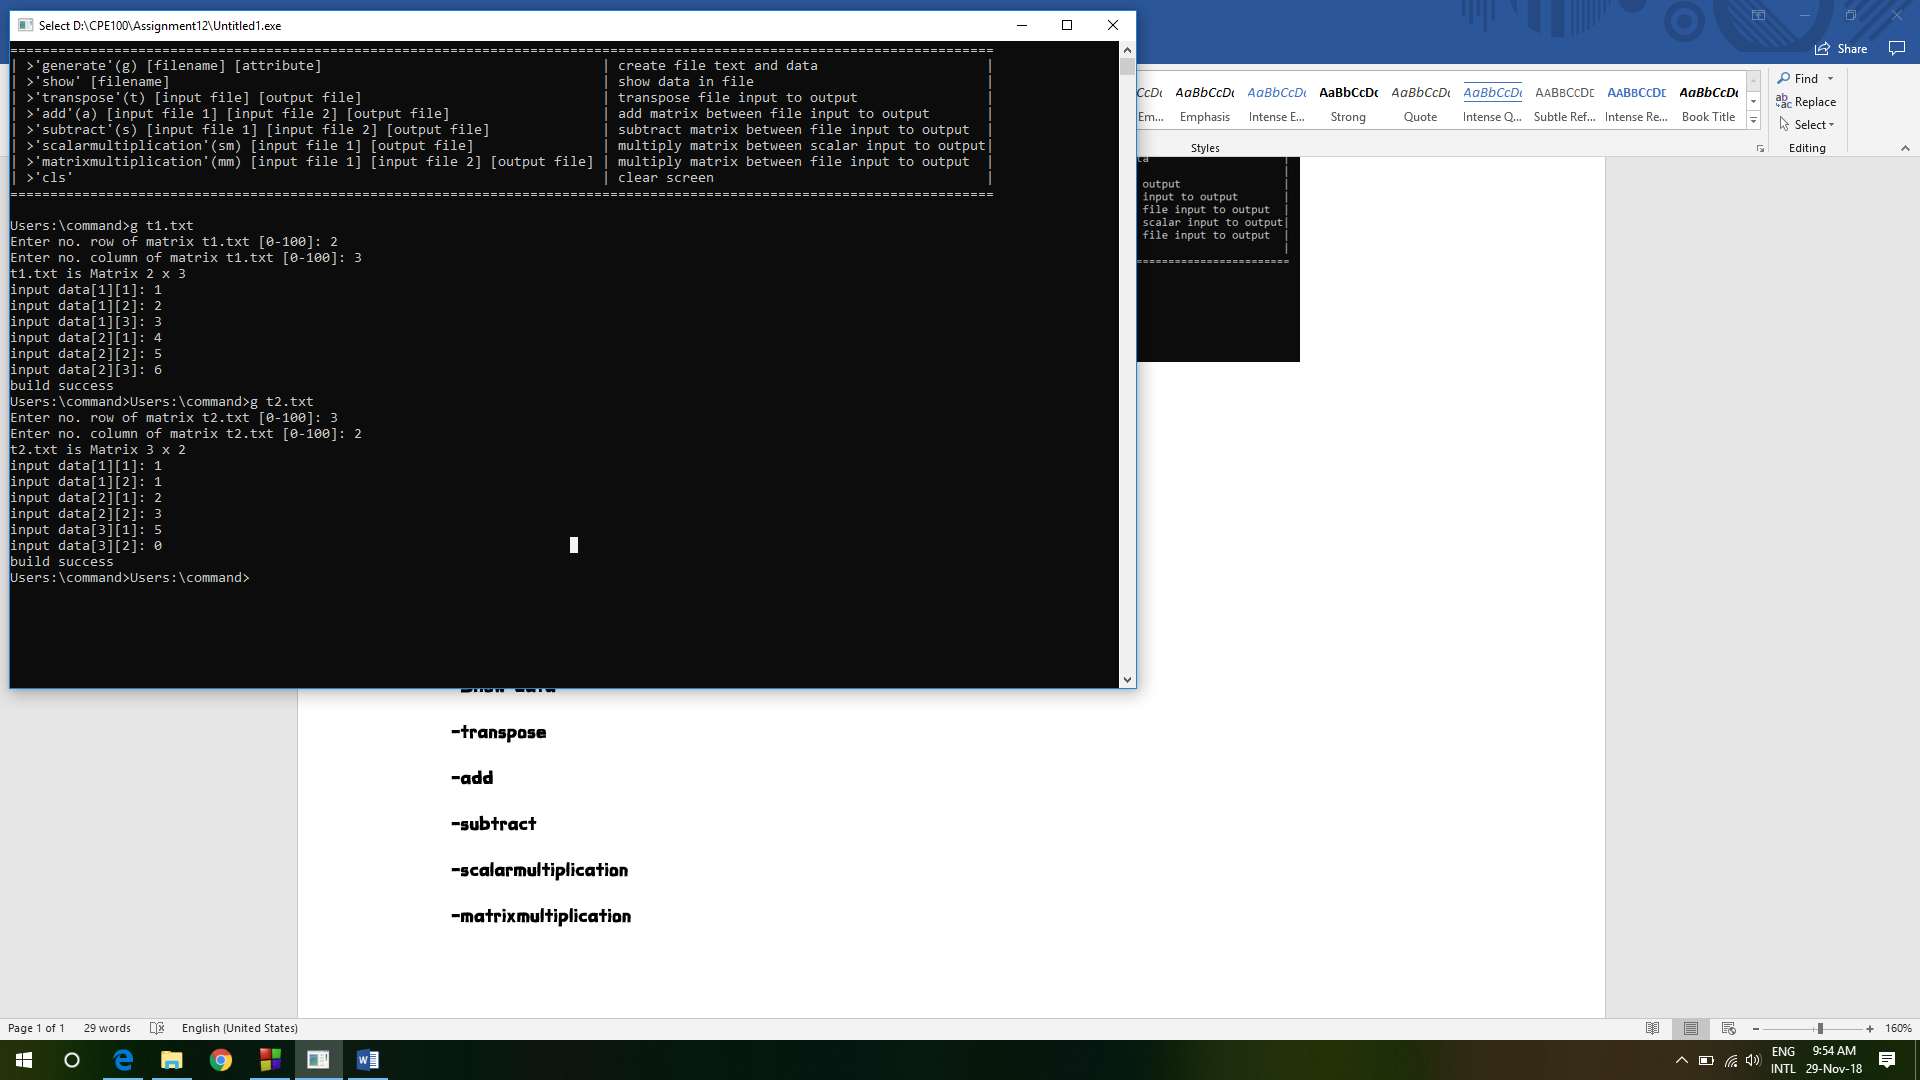 Select D:\CPE100\Assignment12\Untitled1.exe
=====
| >'generate'(g) [filename] [attribute] | create file text and data |
| >'show' [filename] | show data in file |
| >'transpose'(t) [input file] [output file] | transpose file input to output |
| >'add'(a) [input file 1] [input file 2] [output file] | add matrix between file input to output |
| >'subtract'(s) [input file 1] [input file 2] [output file] | subtract matrix between file input to output |
| >'scalarmultiplication'(sm) [input file 1] [output file] | multiply matrix between scalar input to output|
| >'matrixmultiplication'(mm) [input file 1] [input file 2] [output file] | multiply matrix between file input to output |
| >'cls' | clear screen |
=====
Users:\command>g t1.txt
Enter no. row of matrix t1.txt [0-100]: 2
Enter no. column of matrix t1.txt [0-100]: 3
t1.txt is Matrix 2 x 3
input data[1][1]: 1
input data[1][2]: 2
input data[1][3]: 3
input data[2][1]: 4
input data[2][2]: 5
input data[2][3]: 6
build success
Users:\command>Users:\command>g t2.txt
Enter no. row of matrix t2.txt [0-100]: 3
Enter no. column of matrix t2.txt [0-100]: 2
t2.txt is Matrix 3 x 2
input data[1][1]: 1
input data[1][2]: 1
input data[2][1]: 2
input data[2][2]: 3
input data[3][1]: 5
input data[3][2]: 0
build success
Users:\command>Users:\command>
Share
AaBbCcDc AaBbCcDc AaBbCcDc AaBbCcDc AaBbCcDc AABBCCDE AABBCCDE AaBbCcDc
Em... Emphasis Intense E... Strong Quote Intense Q... Subtle Ref... Intense Re... Book Title
Styles
Find
Replace
Select
Editing
output |
input to output |
file input to output |
scalar input to output|
file input to output |
-transpose
-add
-subtract
-scalarmultiplication
-matrixmultiplication
Page 1 of 1 29 words English (United States) 160%
ENG
INTL
9:54 AM
29-Nov-18